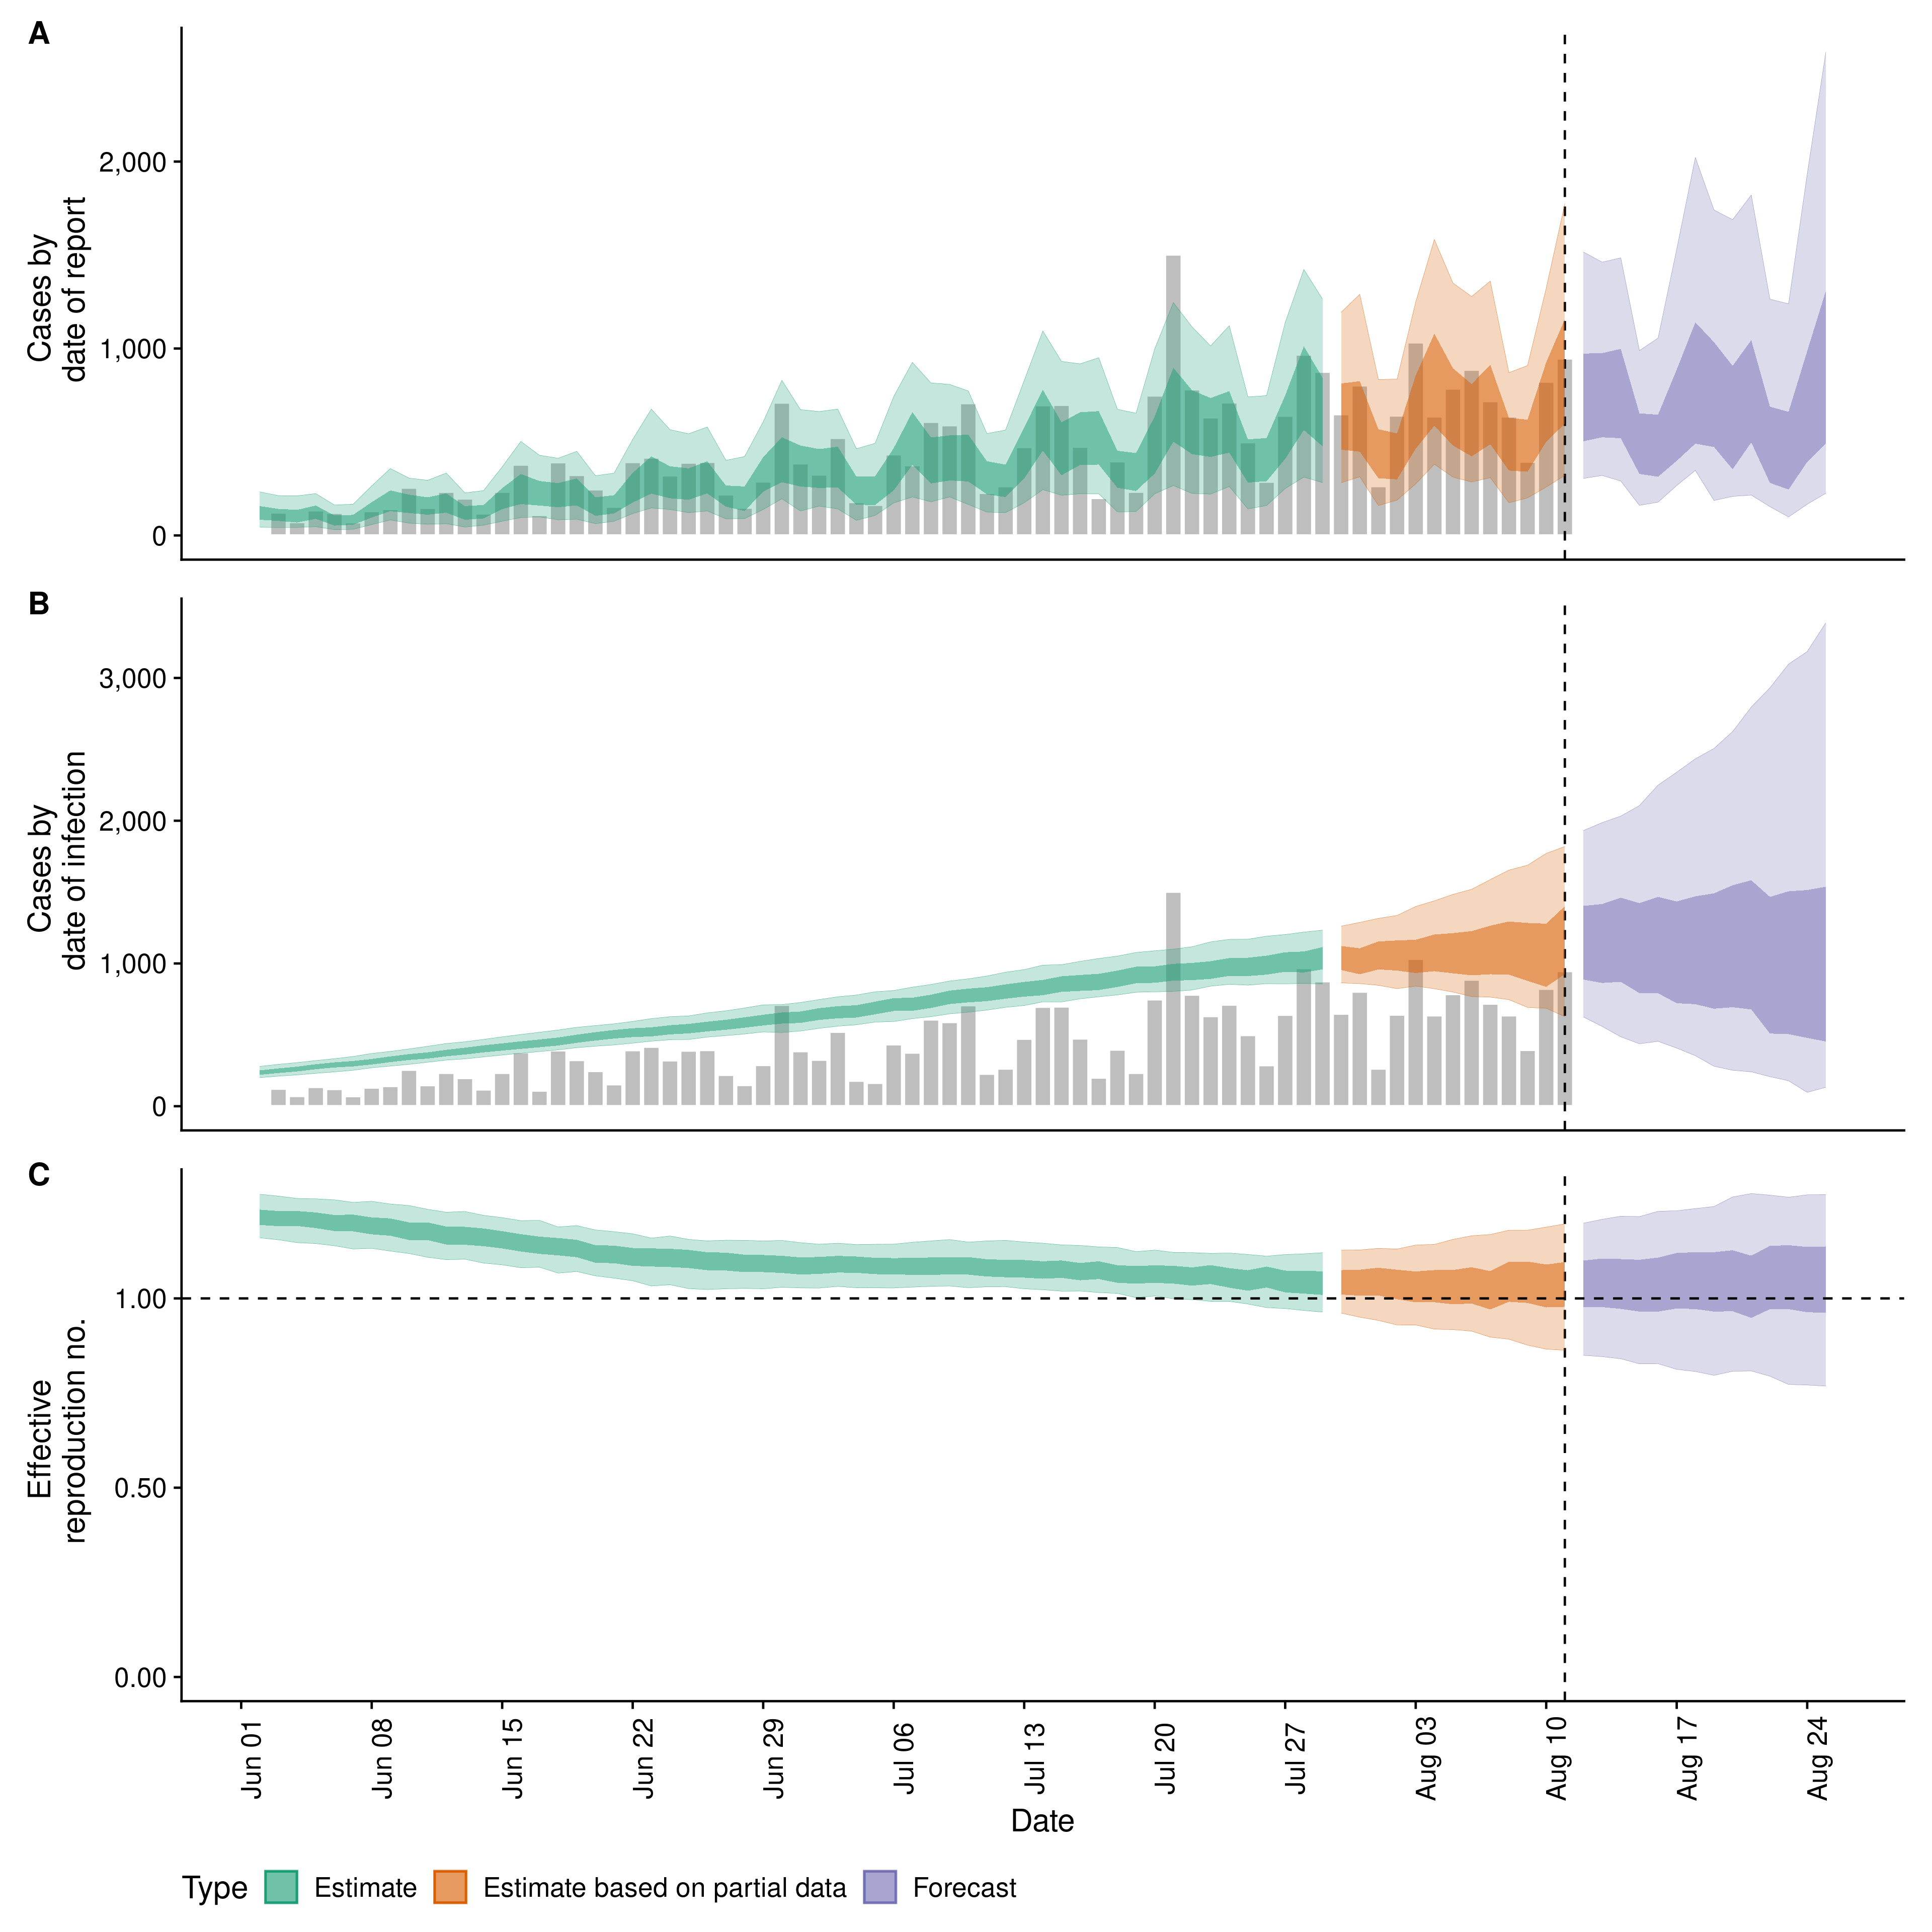 A
Cases by
date of report
2,000
1,000
0
B
Cases by
date of infection
3,000
2,000
1,000
0
C
Effective
reproduction no.
1.00
0.50
0.00
Jun 01
Jun 08
Jun 15
Jun 22
Jun 29
Jul 06
Jul 13
Jul 20
Jul 27
Aug 03
Aug 10
Aug 17
Aug 24
Date
Type Estimate Estimate based on partial data Forecast